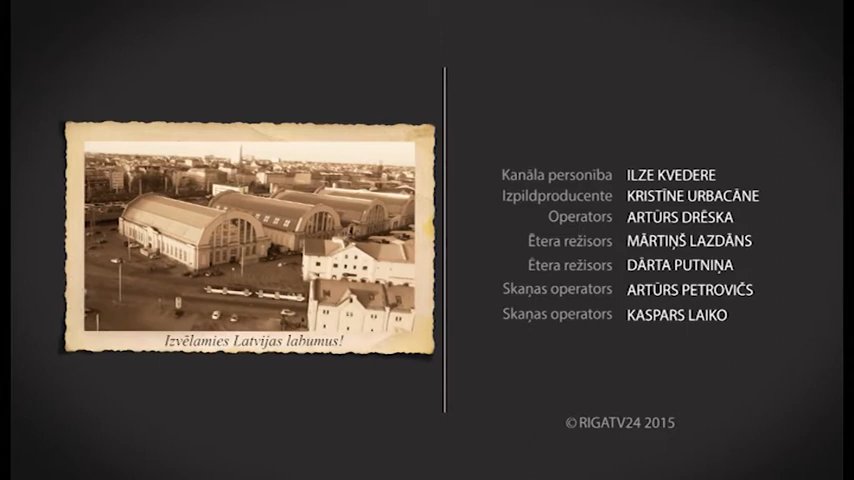 Izvēlamies Latvijas labumus!
Kanāla personība ILZE KVEDERE
Izpildproducente KRISTĪNE URBACĀNE
Operators ARTŪRS DRĒSKA
Ētera režisors MĀRTIŅŠ LAZDĀNS
Ētera režisors DĀRTA PUTNIŅA
Skaņas operators ARTŪRS PETROVIČS
Skaņas operators KASPARS LAIKO
© RIGATV24 2015